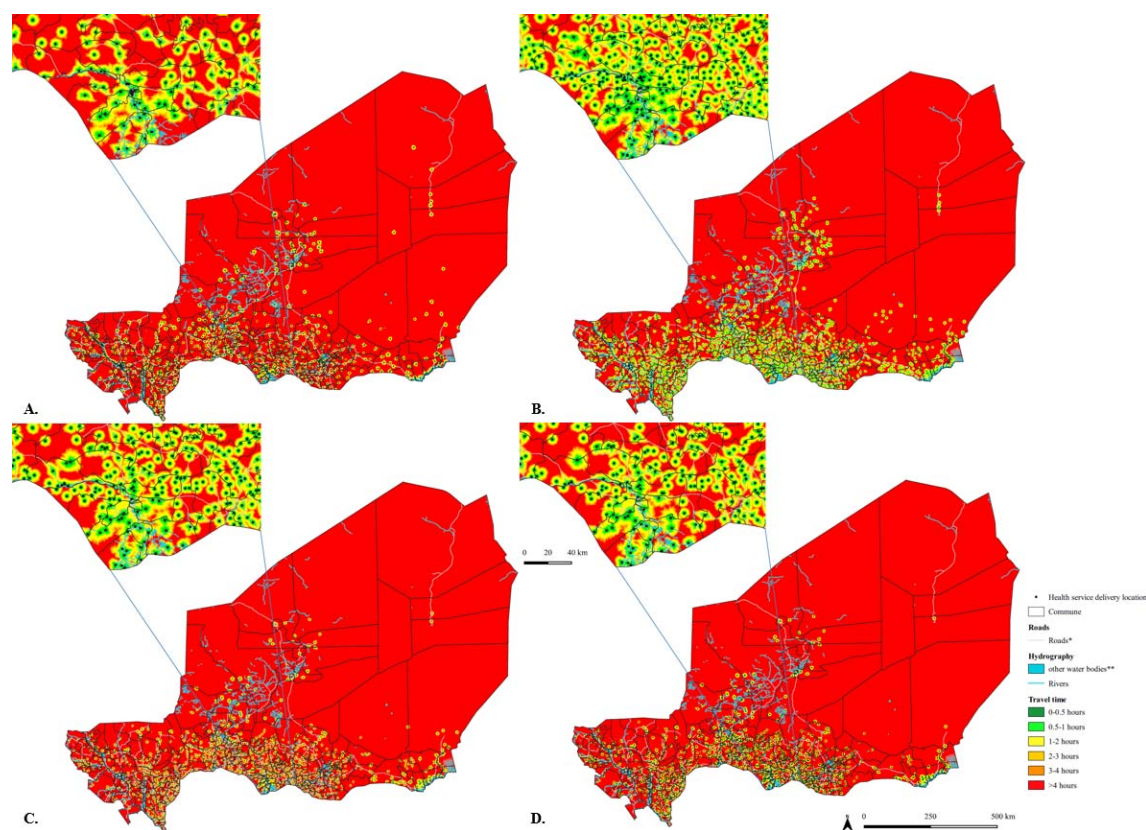 A.
B.
0 20 40 km
Health service delivery location
Commune
Roads
Roads*
Hydrography
other water bodies**
Rivers
Travel time
0-0.5 hours
0.5-1 hours
1-2 hours
2-3 hours
3-4 hours
>4 hours
C.
D.
N
0 250 500 km